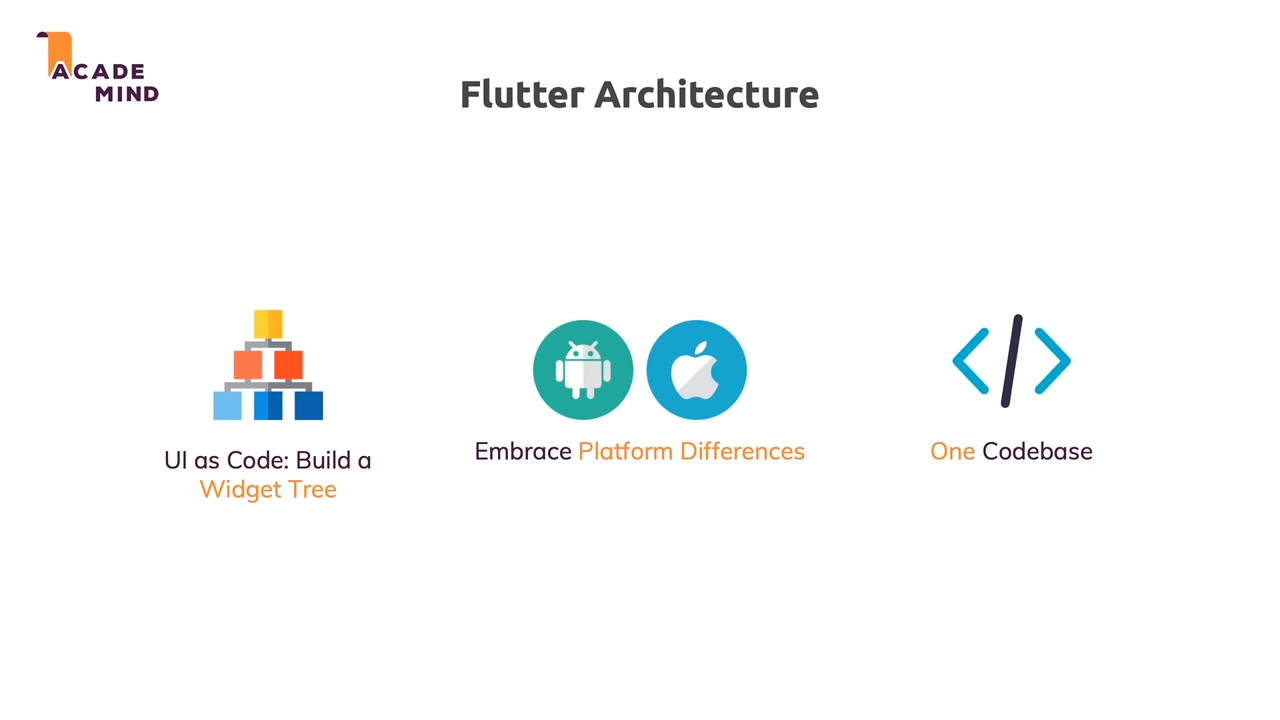 ACADE
MIND
Flutter Architecture
UI as Code: Build a
Widget Tree
Embrace Platform Differences
One Codebase